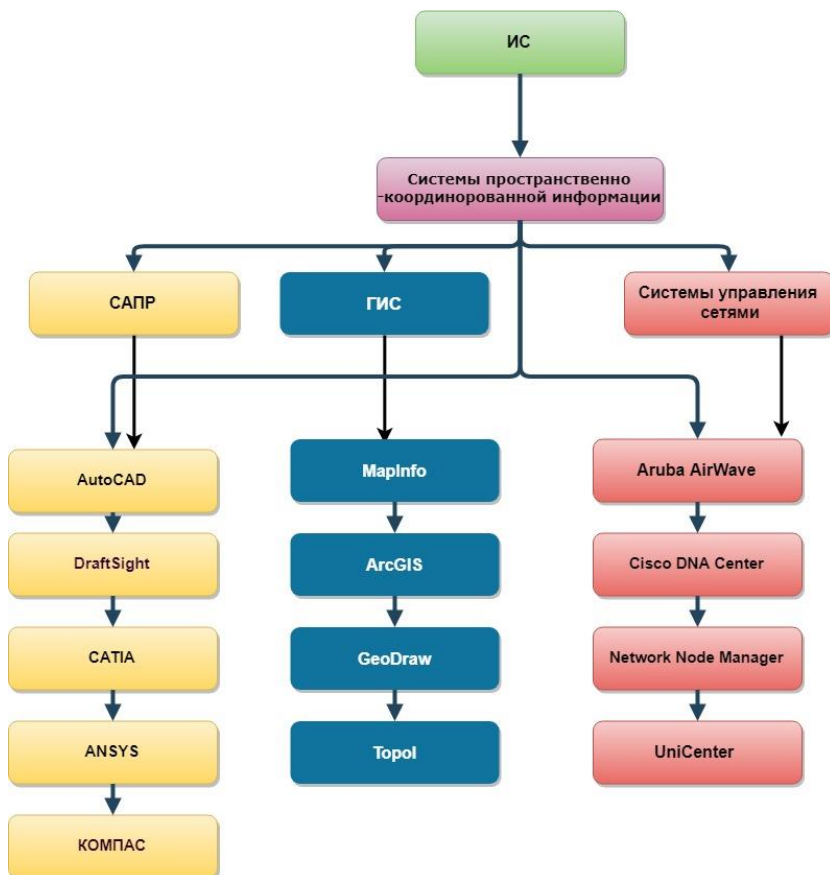 ИС
Системы пространственно
-координорованной информации
САПР
ГИС
Системы управления
сетями
AutoCAD
MapInfo
Aruba AirWave
DraftSight
ArcGIS
Cisco DNA Center
CATIA
GeoDraw
Network Node Manager
ANSYS
Topol
UniCenter
КОМПАС